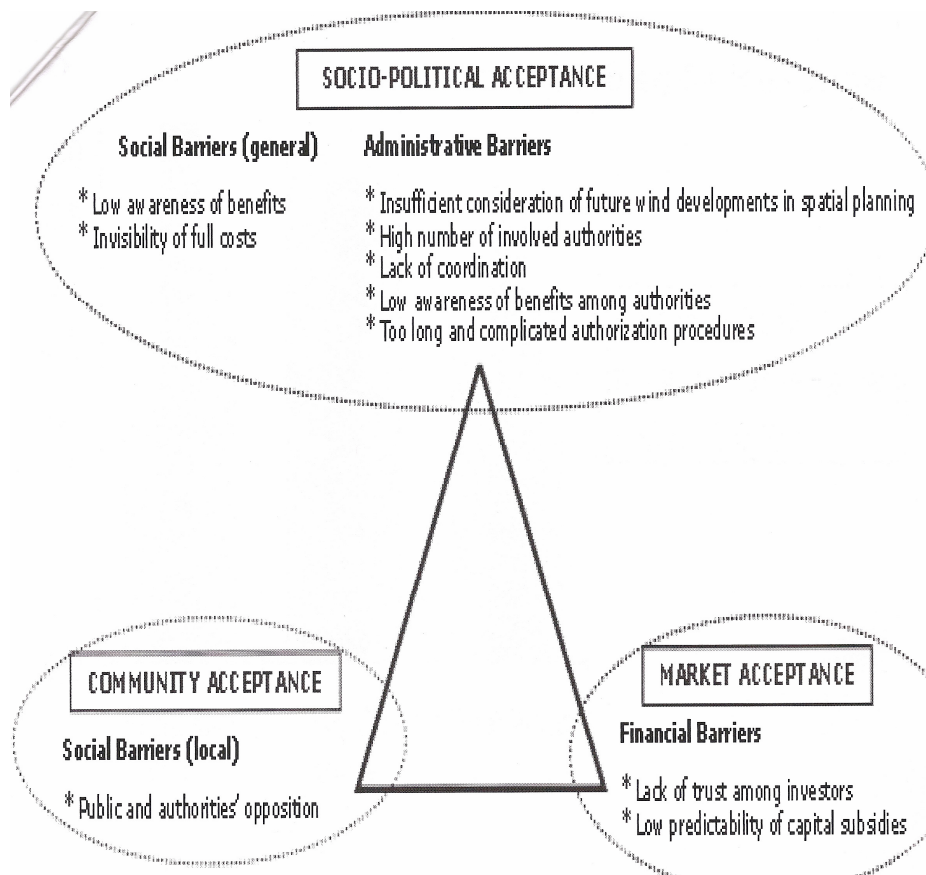 SOCIO-POLITICAL ACCEPTANCE
Social Barriers (general)
* Low awareness of benefits
* Invisibility of full costs
Administrative Barriers
* Insufficient consideration of future wind developments in spatial planning
* High number of involved authorities
* Lack of coordination
* Low awareness of benefits among authorities
* Too long and complicated authorization procedures
COMMUNITY ACCEPTANCE
Social Barriers (local)
* Public and authorities' opposition
MARKET ACCEPTANCE
Financial Barriers
* Lack of trust among investors
* Low predictability of capital subsidies